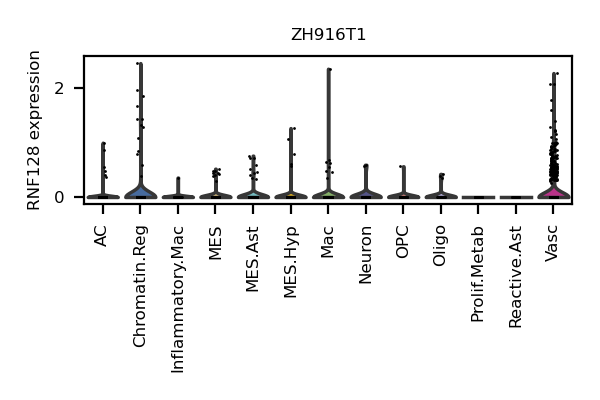 ZH916T1
RNF128 expression
2
0
AC
Chromatin.Reg
Inflammatory.Mac
MES
MES.Ast
MES.Hyp
Mac
Neuron
OPC
Oligo
Prolif.Metab
Reactive.Ast
Vasc